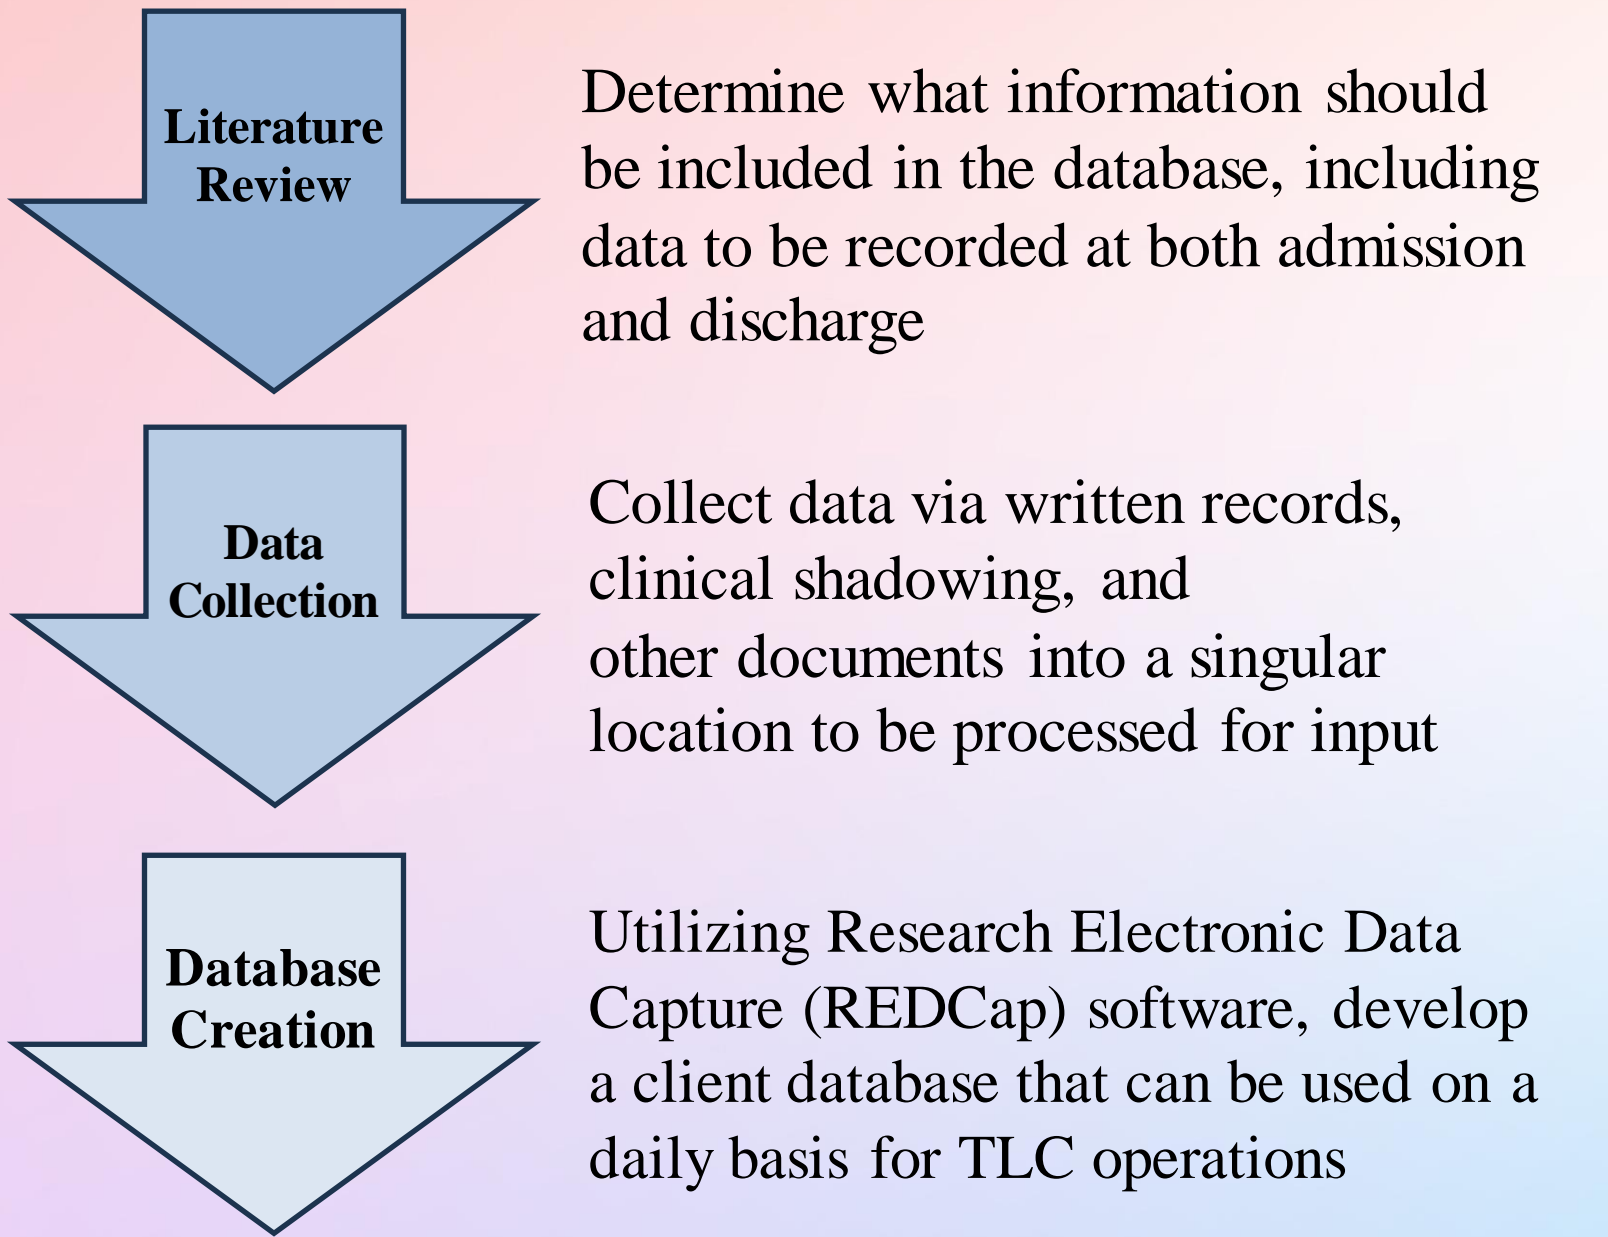 Literature
Review
Determine what information should
be included in the database, including
data to be recorded at both admission
and discharge
Data
Collection
Collect data via written records,
clinical shadowing, and
other documents into a singular
location to be processed for input
Database
Creation
Utilizing Research Electronic Data
Capture (REDCap) software, develop
a client database that can be used on a
daily basis for TLC operations